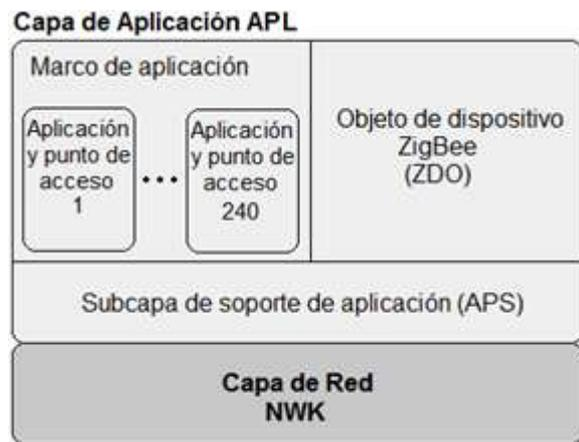 Capa de Aplicación APL
Marco de aplicación
Aplicación
y punto de
acceso
1
...
Aplicación
y punto de
acceso
240
Objeto de dispositivo
ZigBee
(ZDO)
Subcapa de soporte de aplicación (APS)
Capa de Red
NWK